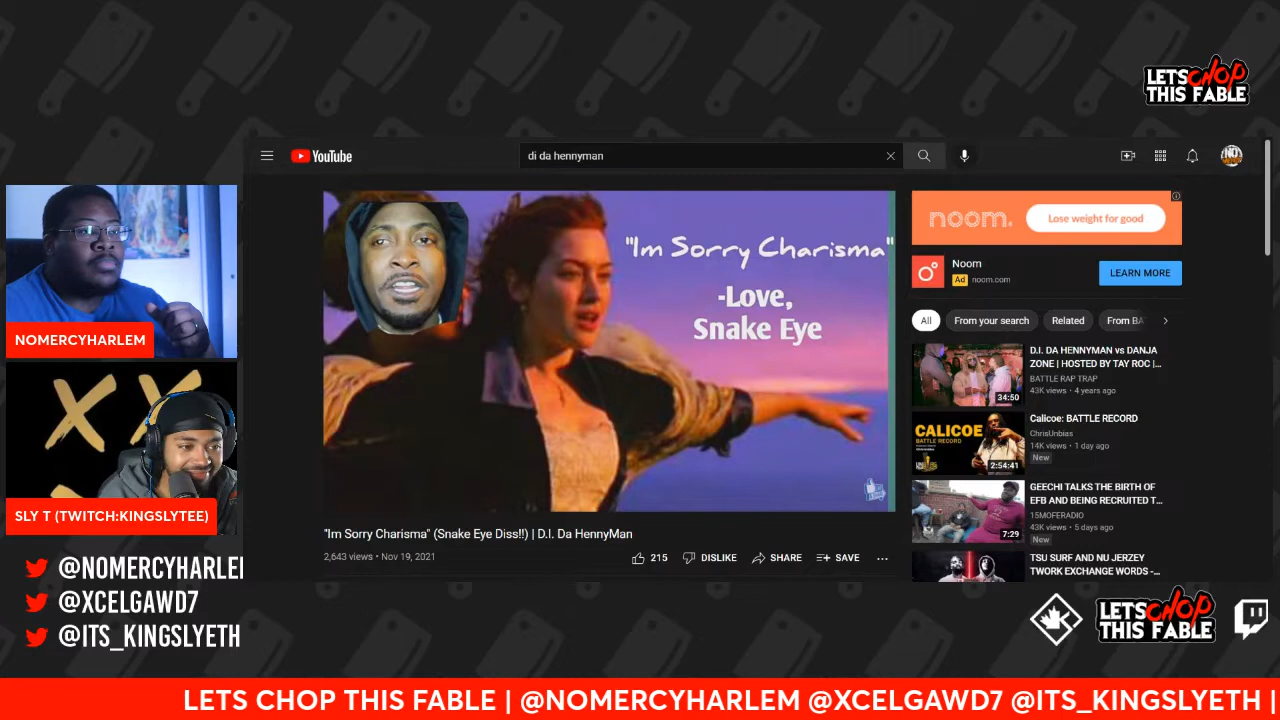 LETS CHOP
THIS FABLE
YouTube
di da hennyman
"Im Sorry Charisma"
-Love,
Snake Eye
noom.
Lose weight for good
Noom
Ad noom.com
LEARN MORE
All
From your search
Related
From BA
D.I. DA HENNYMAN vs DANJA
ZONE | HOSTED BY TAY ROC |...
BATTLE RAP TRAP
43K views • 4 years ago
34:50
CALICOE
BATTLE RECORD
2:54:41
Calicoe: BATTLE RECORD
ChrisUnbias
14K views • 1 day ago
New
GEECHI TALKS THE BIRTH OF
EFB AND BEING RECRUITED T...
15MOFERADIO
43K views • 5 days ago
New
7:29
TSU SURF AND NU JERZEY
TWORK EXCHANGE WORDS -...
"Im Sorry Charisma" (Snake Eye Diss!!) | D.I. Da HennyMan
2,643 views • Nov 19, 2021
215
DISLIKE
SHARE
SAVE
NOMERCYHARLEM
SLY T (TWITCH:KINGSLYTEE)
@NOMERCYHARLEI
@XCELGAWD7
@ITS_KINGSLYETH
LETS CHOP
THIS FABLE
LETS CHOP THIS FABLE | @NOMERCYHARLEM @XCELGAWD7 @ITS_KINGSLYETH |